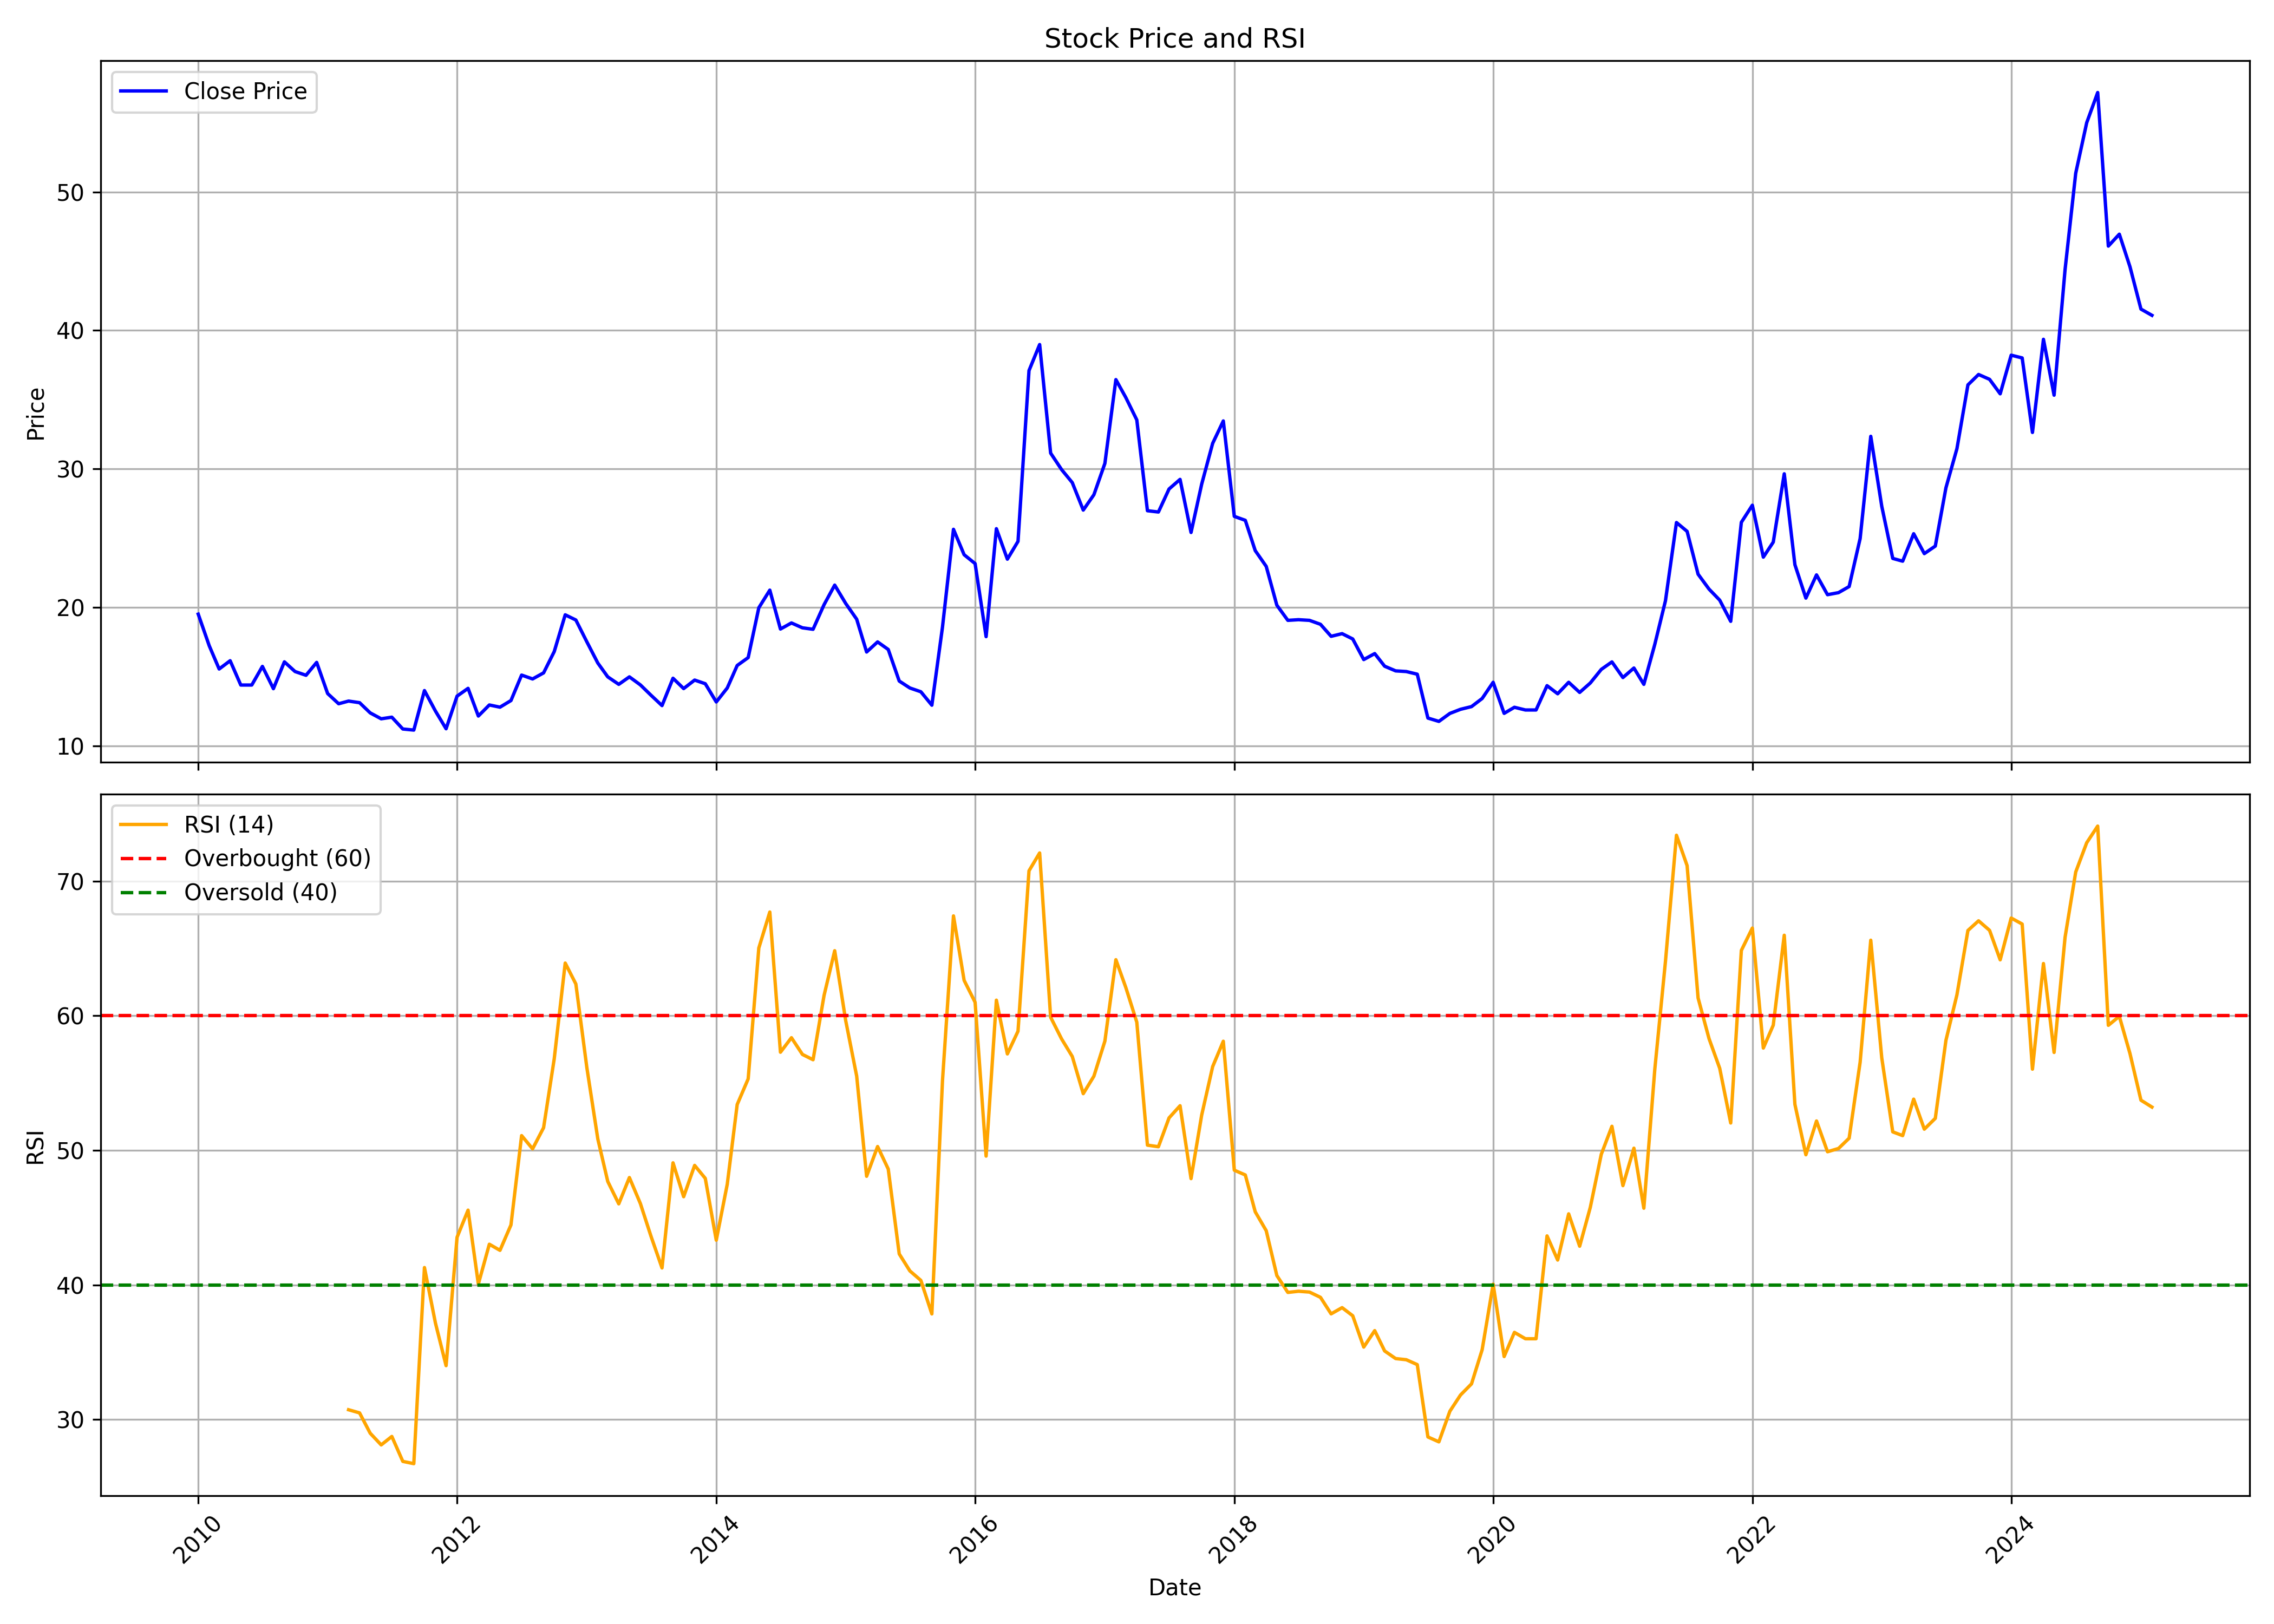 Stock Price and RSI
Close Price
Price
50
40
30
20
10
RSI (14)
Overbought (60)
Oversold (40)
RSI
70
60
50
40
30
2010
2012
2014
2016
2018
2020
2022
2024
Date